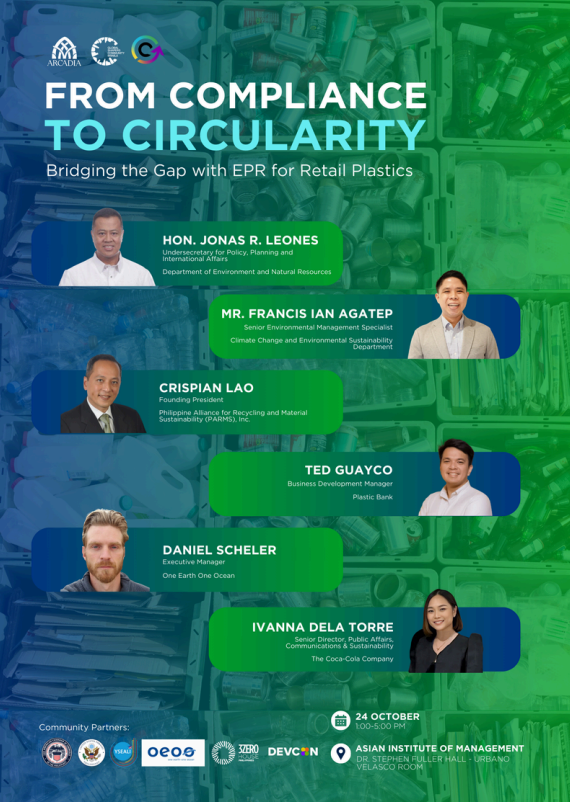 ARCADIA
FROM COMPLIANCE
TO CIRCULARITY
Bridging the Gap with EPR for Retail Plastics
HON. JONAS R. LEONES
Undersecretary for Policy, Planning and
International Affairs
Department of Environment and Natural Resources
MR. FRANCIS IAN AGATEP
Senior Environmental Management Specialist
Climate Change and Environmental Sustainability
Department
CRISPIAN LAO
Founding President
Philippine Alliance for Recycling and Material
Sustainability (PARMS), Inc.
TED GUAYCO
Business Development Manager
Plastic Bank
DANIEL SCHELER
Executive Manager
One Earth One Ocean
IVANNA DELA TORRE
Senior Director, Public Affairs,
Communications & Sustainability
The Coca-Cola Company
Community Partners:
YSEALI
oeoo
3ZERO
HOUSE
DEVCON
24 OCTOBER
1:00-5:00 PM
ASIAN INSTITUTE OF MANAGEMENT
DR. STEPHEN FULLER HALL - URBANO
VELASCO ROOM